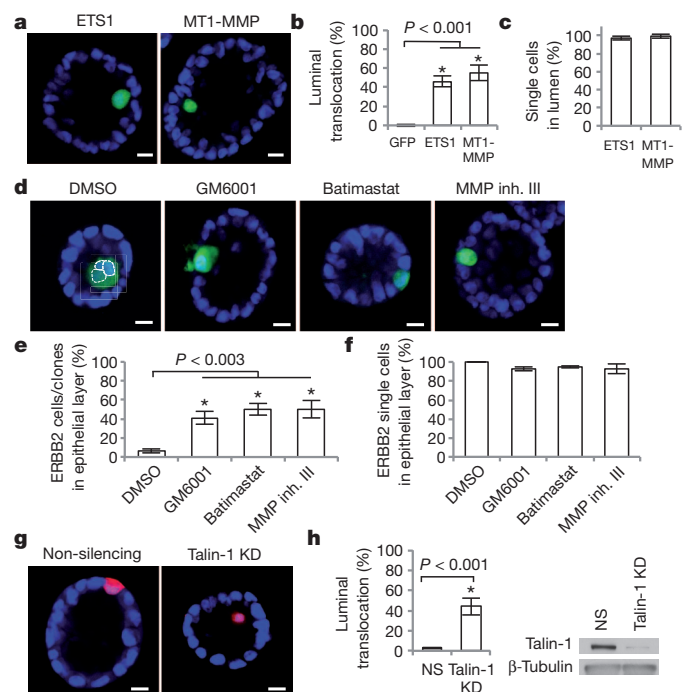 a
ETS1
MT1-MMP
b
P < 0.001
Luminal
translocation (%)
100
80
60
40
20
0
*
*
GFP
ETS1
MT1-
MMP
c
Single cells
in lumen (%)
100
80
60
40
20
0
ETS1
MT1-
MMP
d
DMSO
GM6001
Batimastat
MMP inh. III
e
ERBB2 cells/clones
in epithelial layer (%)
P < 0.003
100
80
60
40
20
0
*
*
*
DMSO
GM6001
Batimastat
MMP inh. III
f
ERBB2 single cells
in epithelial layer (%)
100
80
60
40
20
0
DMSO
GM6001
Batimastat
MMP inh. III
g
Non-silencing
Talin-1 KD
h
Luminal
translocation (%)
100
80
60
40
20
0
P < 0.001
*
NS
Talin-1
KD
NS
Talin-1 KD
Talin-1
β-Tubulin